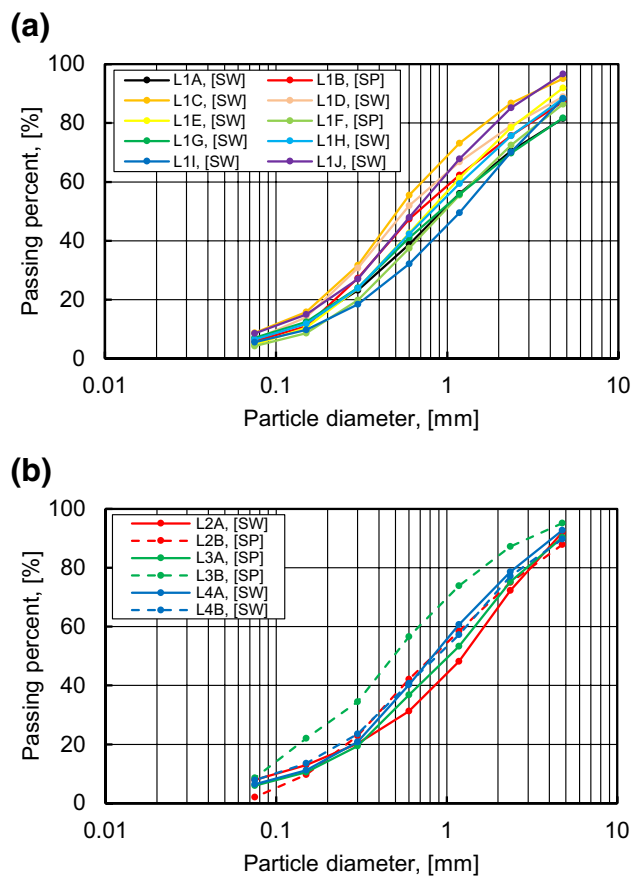 (a)
Passing percent, [%]
100
80
60
40
20
0
L1A, [SW] L1B, [SP]
L1C, [SW] L1D, [SW]
L1E, [SW] L1F, [SP]
L1G, [SW] L1H, [SW]
L1I, [SW] L1J, [SW]
0.01 0.1 1 10
Particle diameter, [mm]
(b)
Passing percent, [%]
100
80
60
40
20
0
L2A, [SW]
L2B, [SP]
L3A, [SP]
L3B, [SP]
L4A, [SW]
L4B, [SW]
0.01 0.1 1 10
Particle diameter, [mm]